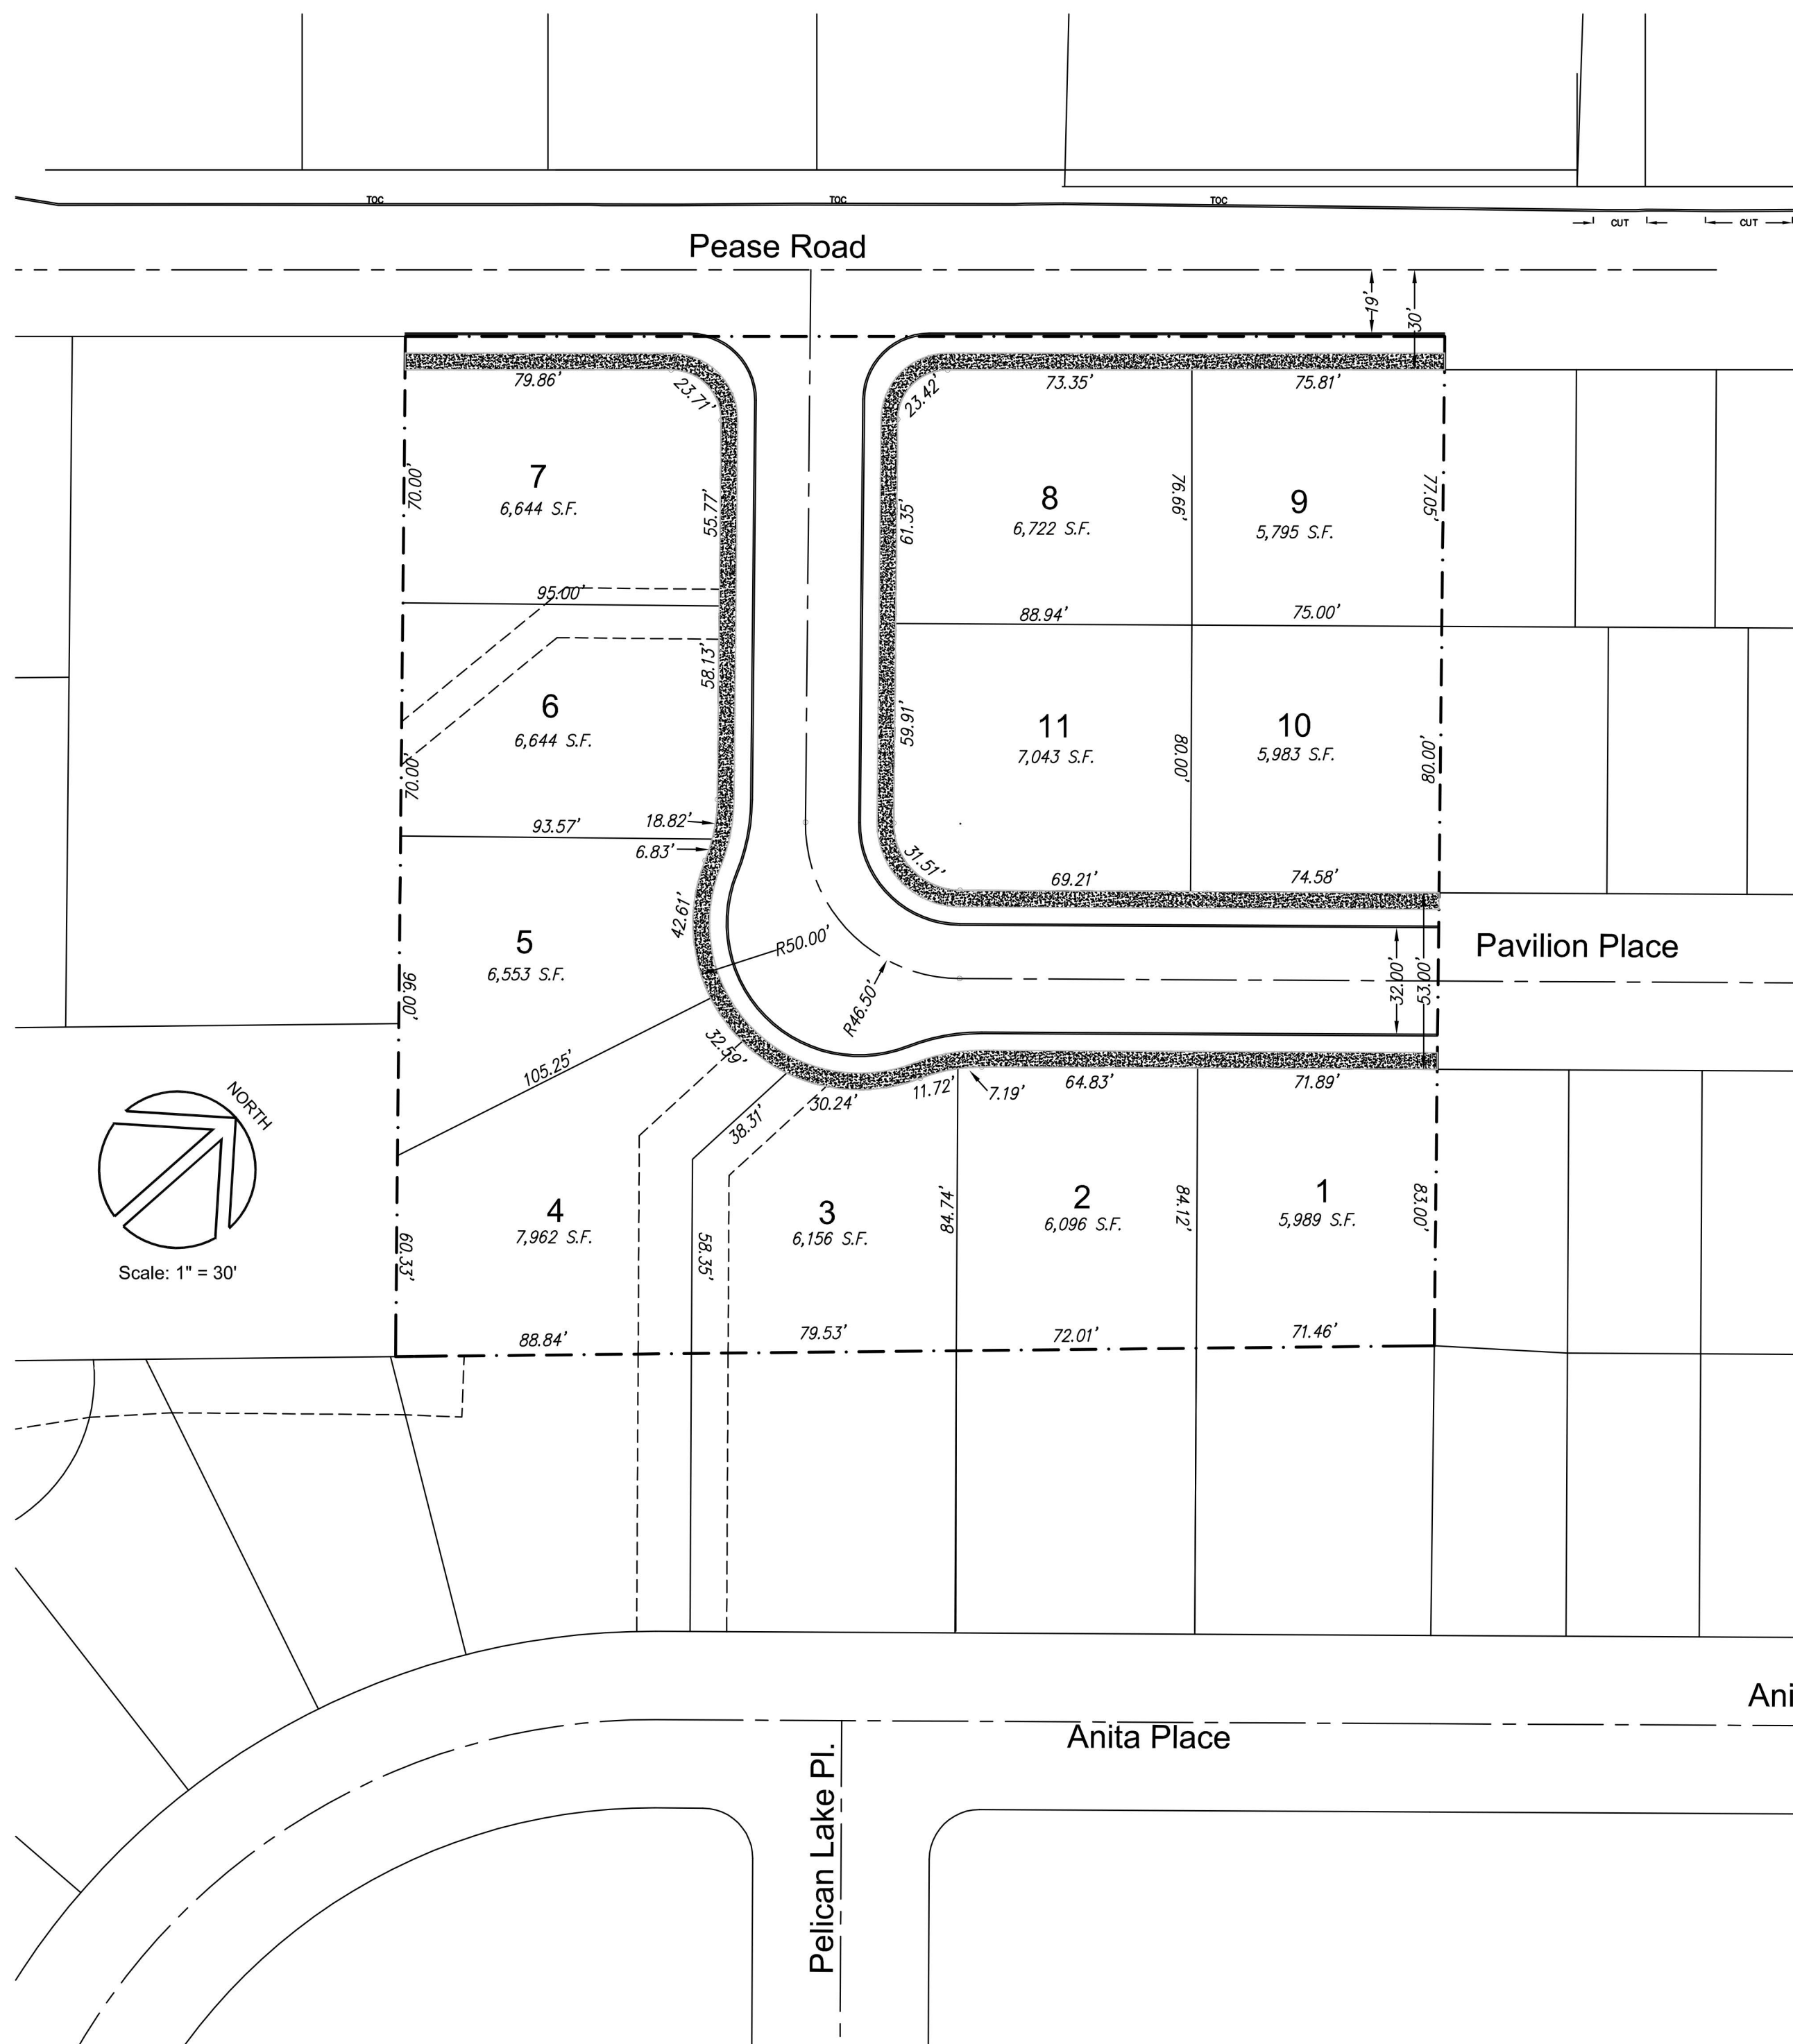 TOC
TOC
TOC
CUT
CUT
Pease Road
19'
30'
79.86'
23.71'
23.42'
73.35'
75.81'
70.00'
7
6,644 S.F.
55.77'
61.35'
8
6,722 S.F.
76.66'
9
5,795 S.F.
77.05'
95.00'
88.94'
75.00'
58.13'
6
6,644 S.F.
70.00'
59.91'
11
7,043 S.F.
80.00'
10
5,983 S.F.
80.00'
93.57'
18.82'
6.83'
31.51'
69.21'
74.58'
42.61'
5
6,553 S.F.
96.00'
R50.00'
R46.50'
32.00'
53.00'
Pavilion Place
105.25'
32.59'
38.31'
30.24'
11.72'
7.19'
64.83'
71.89'
NORTH
Scale: 1" = 30'
4
7,962 S.F.
60.33'
58.35'
3
6,156 S.F.
84.74'
2
6,096 S.F.
84.12'
1
5,989 S.F.
83.00'
88.84'
79.53'
72.01'
71.46'
Ani
Anita Place
Pelican Lake Pl.